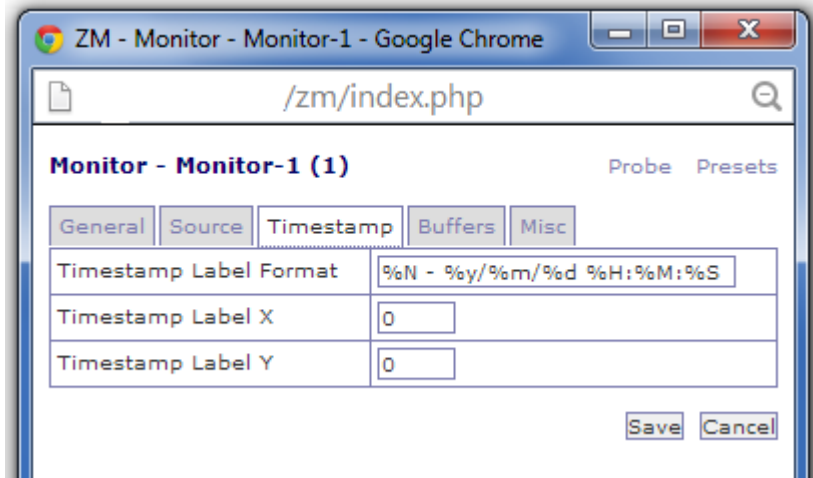 ZM - Monitor - Monitor-1 - Google Chrome
/zm/index.php
Monitor - Monitor-1 (1) Probe Presets
General Source Timestamp Buffers Misc
Timestamp Label Format %N - %y/%m/%d %H:%M:%S
Timestamp Label X 0
Timestamp Label Y 0
Save Cancel